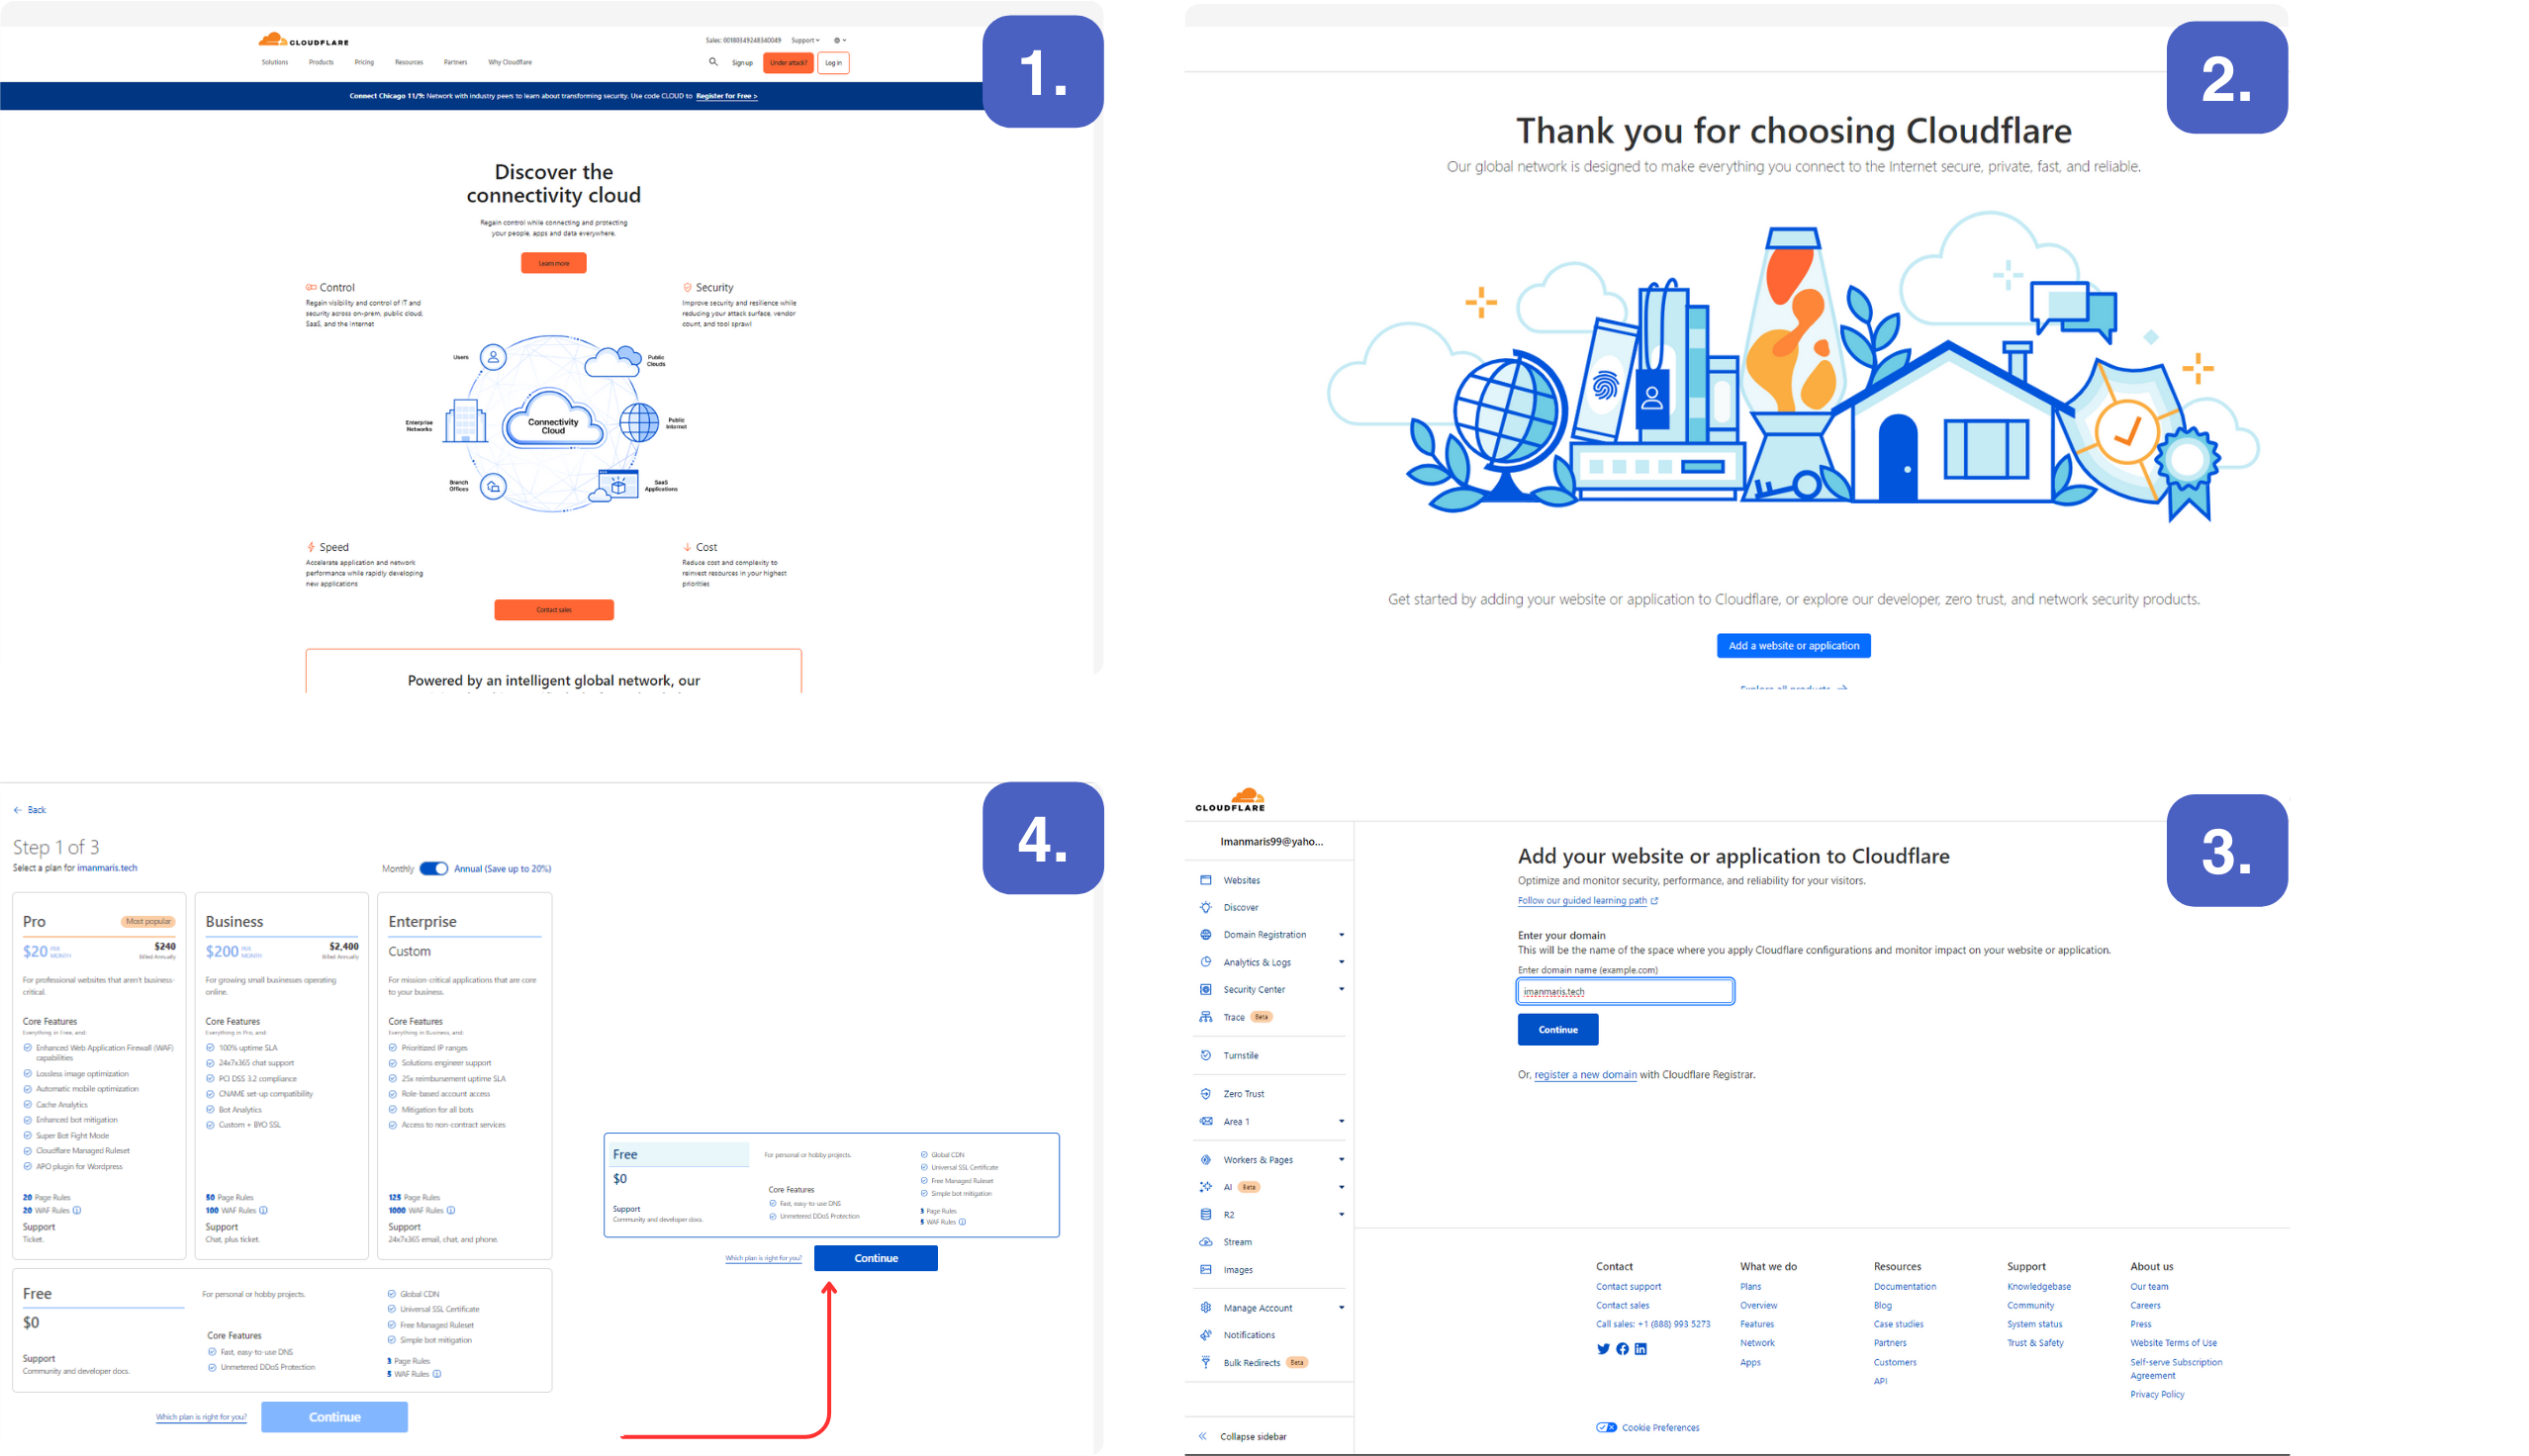 CLOUDFLARE
Sales: 00180349248340049 Support
Solutions Products Pricing Resources Partners Why Cloudflare
Sign up Under attack? Log in
Connect Chicago 11/9: Network with industry peers to learn about transforming security. Use code CLOUD to Register for Free >
1.
Discover the
connectivity cloud
Regain control while connecting and protecting
your people, apps and data everywhere.
Learn more
Control
Regain visibility and control of IT and
security across on-prem, public cloud,
SaaS, and the Internet
Security
Improve security and resilience while
reducing your attack surface, vendor
count, and tool sprawl
Users
Public
Clouds
Enterprise
Networks
Connectivity
Cloud
Public
Internet
Branch
Offices
SaaS
Applications
Speed
Accelerate application and network
performance while rapidly developing
new applications
Cost
Reduce cost and complexity to
reinvest resources in your highest
priorities
Contact sales
Powered by an intelligent global network, our
2.
Thank you for choosing Cloudflare
Our global network is designed to make everything you connect to the Internet secure, private, fast, and reliable.
Get started by adding your website or application to Cloudflare, or explore our developer, zero trust, and network security products.
Add a website or application
Explore all products →
CLOUDFLARE
3.
Imanmaris99@yaho...
Websites
Discover
Domain Registration
Analytics & Logs
Security Center
Trace Beta
Turnstile
Zero Trust
Area 1
Workers & Pages
AI Beta
R2
Stream
Images
Manage Account
Notifications
Bulk Redirects Beta
Collapse sidebar
Add your website or application to Cloudflare
Optimize and monitor security, performance, and reliability for your visitors.
Follow our guided learning path
Enter your domain
This will be the name of the space where you apply Cloudflare configurations and monitor impact on your website or application.
Enter domain name (example.com)
imanmaris.tech
Continue
Or, register a new domain with Cloudflare Registrar.
Contact
Contact support
Contact sales
Call sales: +1 (888) 993 5273
What we do
Plans
Overview
Features
Network
Apps
Resources
Documentation
Blog
Case studies
Partners
Customers
API
Support
Knowledgebase
Community
System status
Trust & Safety
About us
Our team
Careers
Press
Website Terms of Use
Self-serve Subscription
Agreement
Privacy Policy
Cookie Preferences
4.
← Back
Step 1 of 3
Select a plan for imanmaris.tech
Monthly Annual (Save up to 20%)
Pro Most popular
$20 PER MONTH $240
Billed Annually
For professional websites that aren't business-
critical.
Core Features
Everything in Free, and:
Enhanced Web Application Firewall (WAF)
capabilities
Lossless image optimization
Automatic mobile optimization
Cache Analytics
Enhanced bot mitigation
Super Bot Fight Mode
Cloudflare Managed Ruleset
APO plugin for Wordpress
20 Page Rules
20 WAF Rules
Support
Ticket.
Business
$200 PER MONTH $2,400
Billed Annually
For growing small businesses operating
online.
Core Features
Everything in Pro, and:
100% uptime SLA
24x7x365 chat support
PCI DSS 3.2 compliance
CNAME set-up compatibility
Bot Analytics
Custom + BYO SSL
50 Page Rules
100 WAF Rules
Support
Chat, plus ticket.
Enterprise
Custom
For mission-critical applications that are core
to your business.
Core Features
Everything in Business, and:
Prioritized IP ranges
Solutions engineer support
25x reimbursement uptime SLA
Role-based account access
Mitigation for all bots
Access to non-contract services
125 Page Rules
1000 WAF Rules
Support
24x7x365 email, chat, and phone.
Free
$0
Support
Community and developer docs.
For personal or hobby projects.
Core Features
Fast, easy-to-use DNS
Unmetered DDoS Protection
Global CDN
Universal SSL Certificate
Free Managed Ruleset
Simple bot mitigation
3 Page Rules
5 WAF Rules
Which plan is right for you? Continue
Free
$0
Support
Community and developer docs.
For personal or hobby projects.
Core Features
Fast, easy-to-use DNS
Unmetered DDoS Protection
Global CDN
Universal SSL Certificate
Free Managed Ruleset
Simple bot mitigation
3 Page Rules
5 WAF Rules
Which plan is right for you? Continue